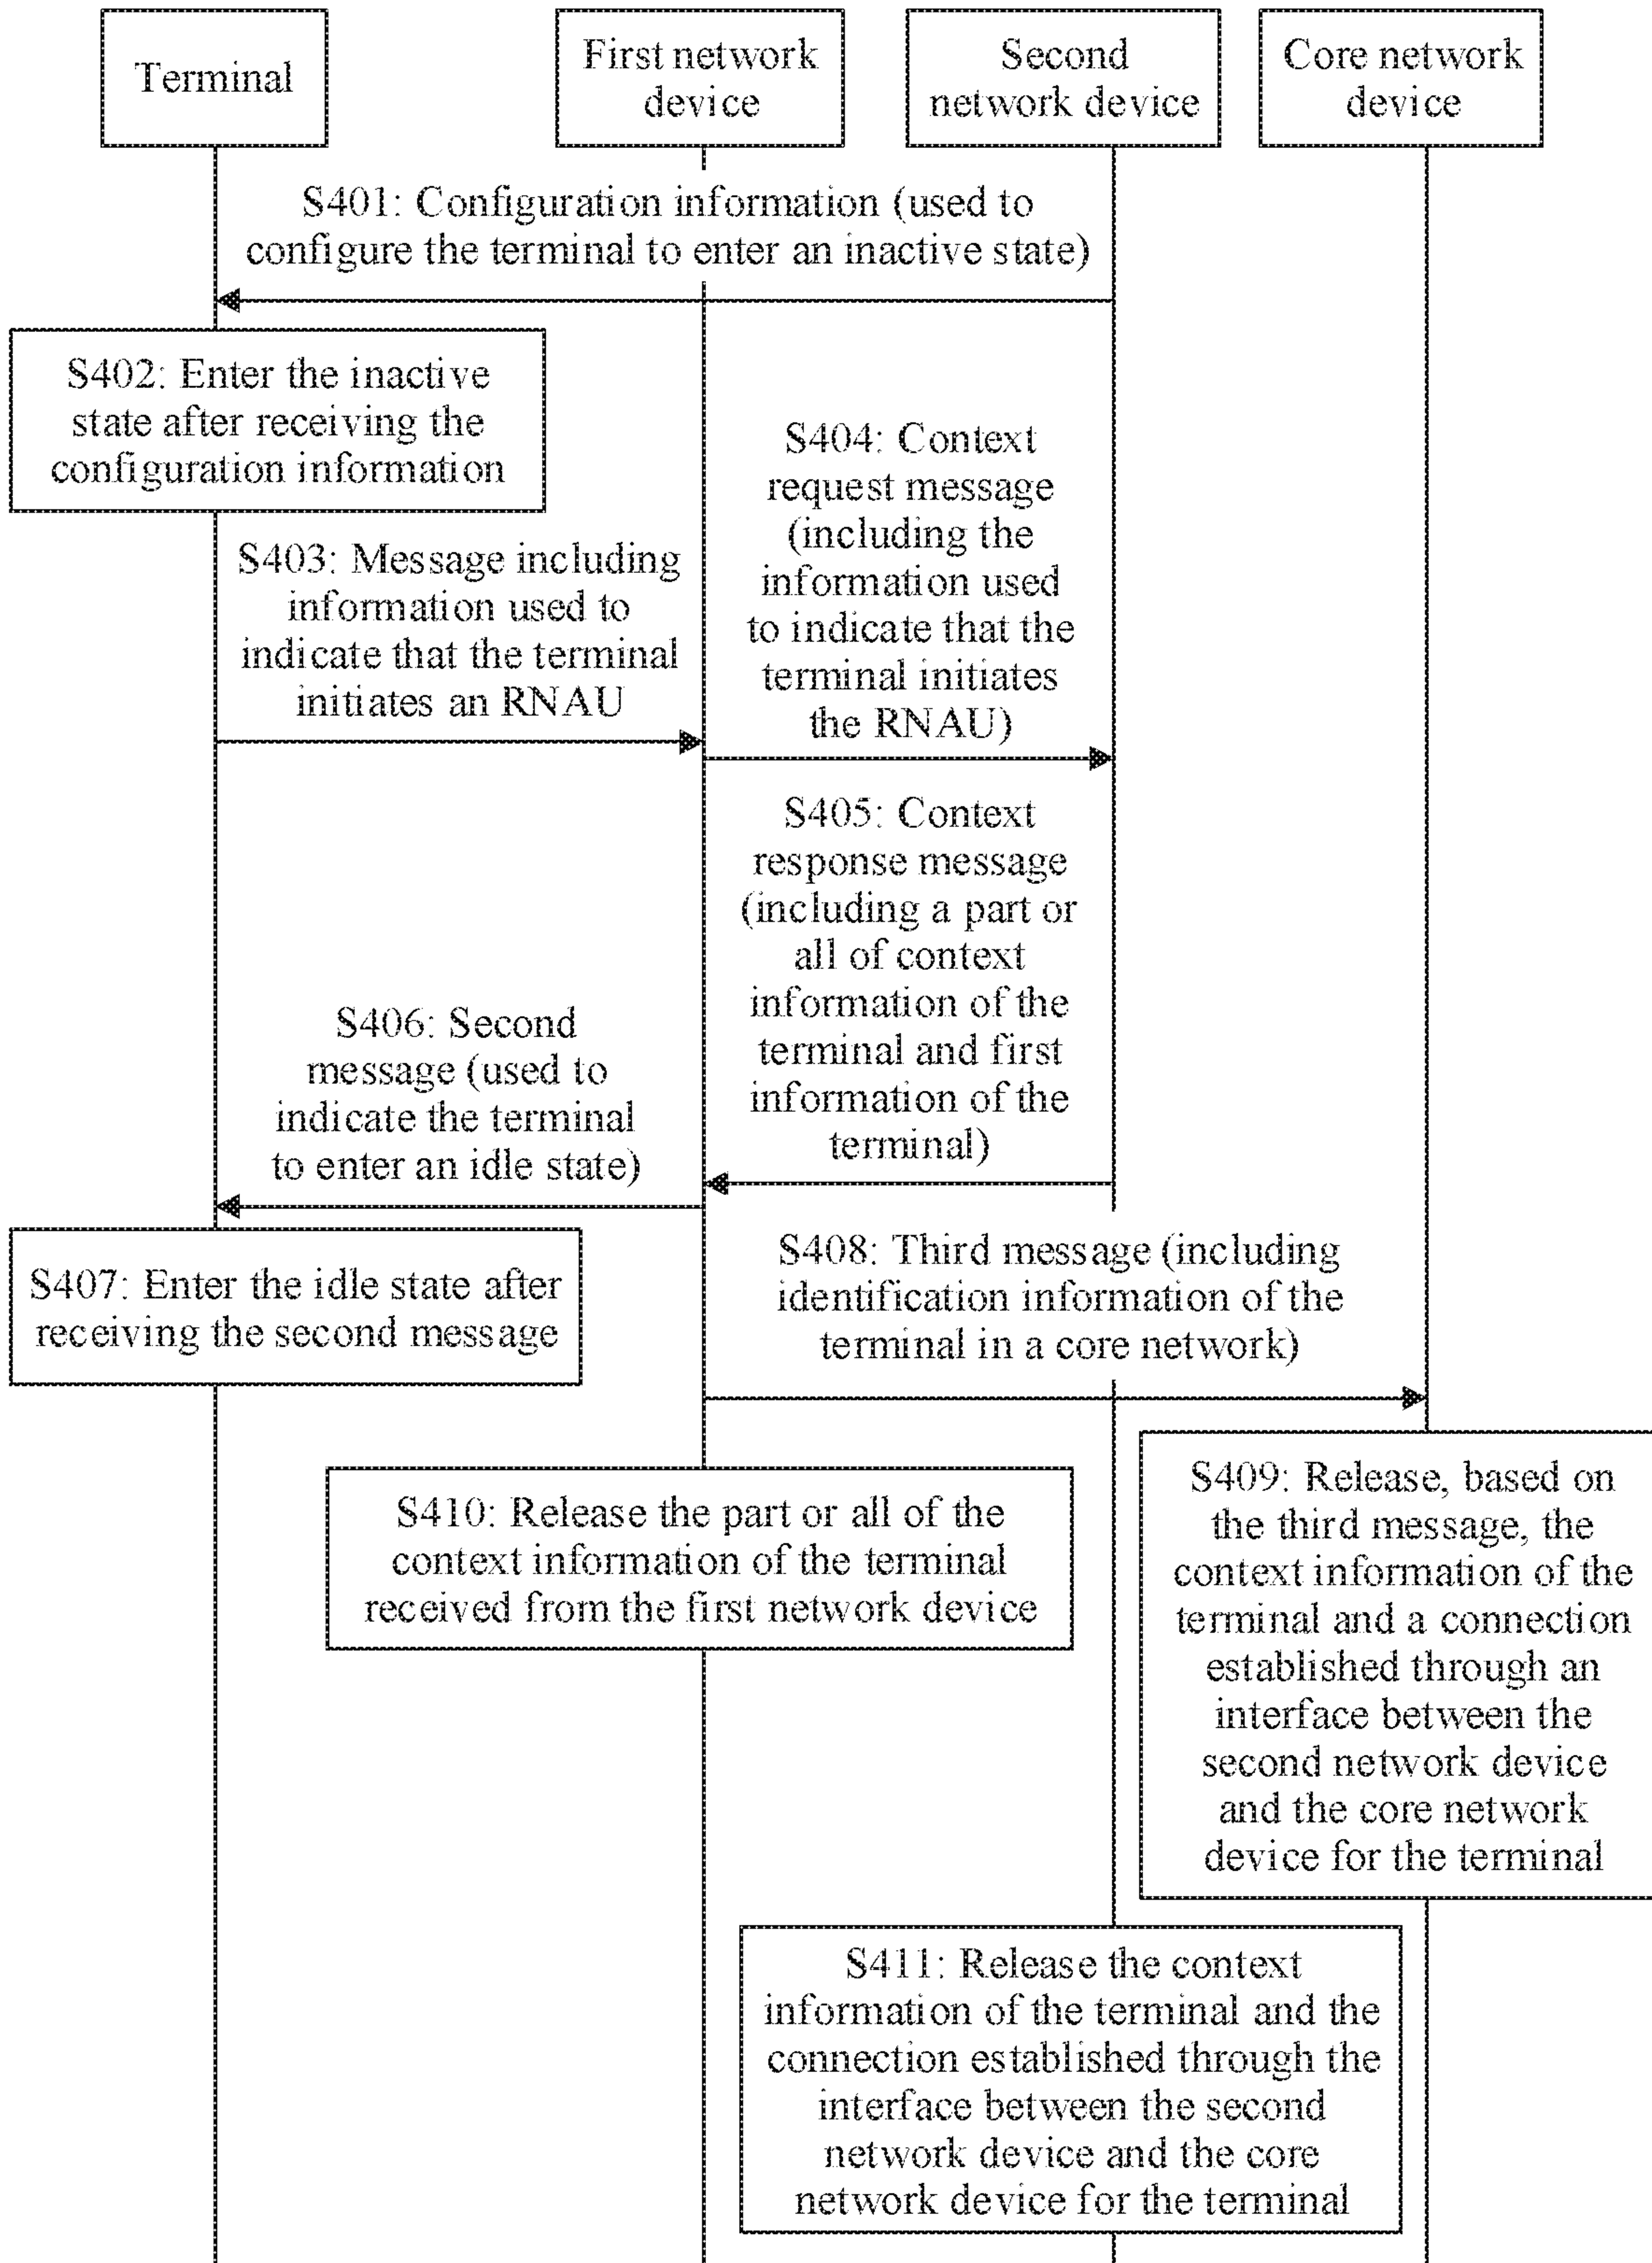 Terminal
First network
device
Second
network device
Core network
device
S401: Configuration information (used to
configure the terminal to enter an inactive state)
S402: Enter the inactive
state after receiving the
configuration information
S403: Message including
information used to
indicate that the terminal
initiates an RNAU
S404: Context
request message
(including the
information used
to indicate that the
terminal initiates
the RNAU)
S405: Context
response message
(including a part or
all of context
information of the
terminal and first
information of the
terminal)
S406: Second
message (used to
indicate the terminal
to enter an idle state)
S407: Enter the idle state after
receiving the second message
S408: Third message (including
identification information of the
terminal in a core network)
S409: Release, based on
the third message, the
context information of the
terminal and a connection
established through an
interface between the
second network device
and the core network
device for the terminal
S410: Release the part or all of the
context information of the terminal
received from the first network device
S411: Release the context
information of the terminal and the
connection established through the
interface between the second
network device and the core
network device for the terminal